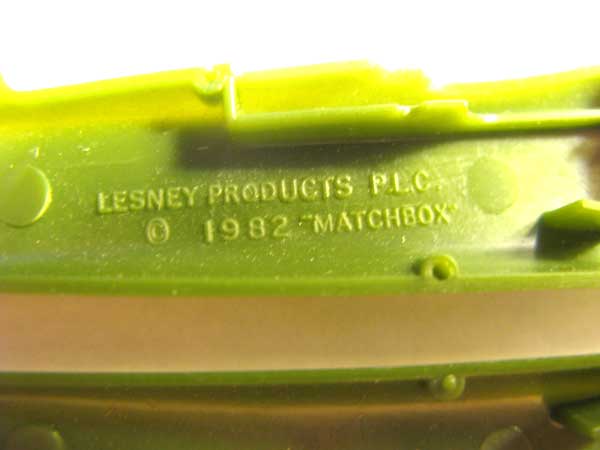 LESNEY PRODUCTS P.L.C.
© 1982 "MATCHBOX"